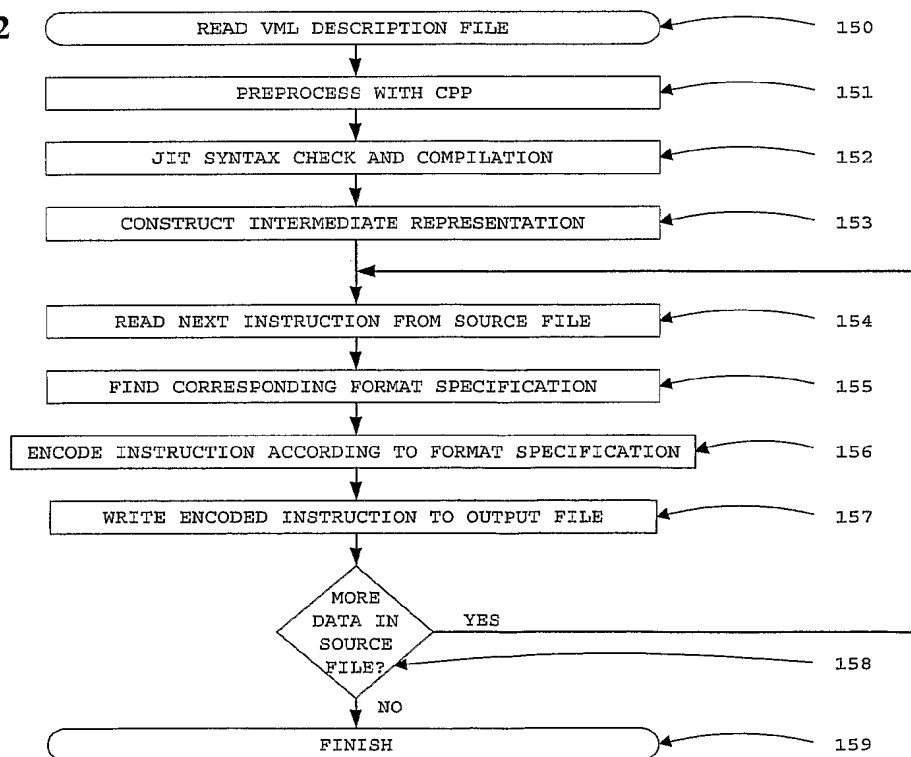 2
READ VML DESCRIPTION FILE 150
PREPROCESS WITH CPP 151
JIT SYNTAX CHECK AND COMPILATION 152
CONSTRUCT INTERMEDIATE REPRESENTATION 153
READ NEXT INSTRUCTION FROM SOURCE FILE 154
FIND CORRESPONDING FORMAT SPECIFICATION 155
ENCODE INSTRUCTION ACCORDING TO FORMAT SPECIFICATION 156
WRITE ENCODED INSTRUCTION TO OUTPUT FILE 157
MORE
DATA IN
SOURCE
FILE?
YES
158
NO
FINISH 159